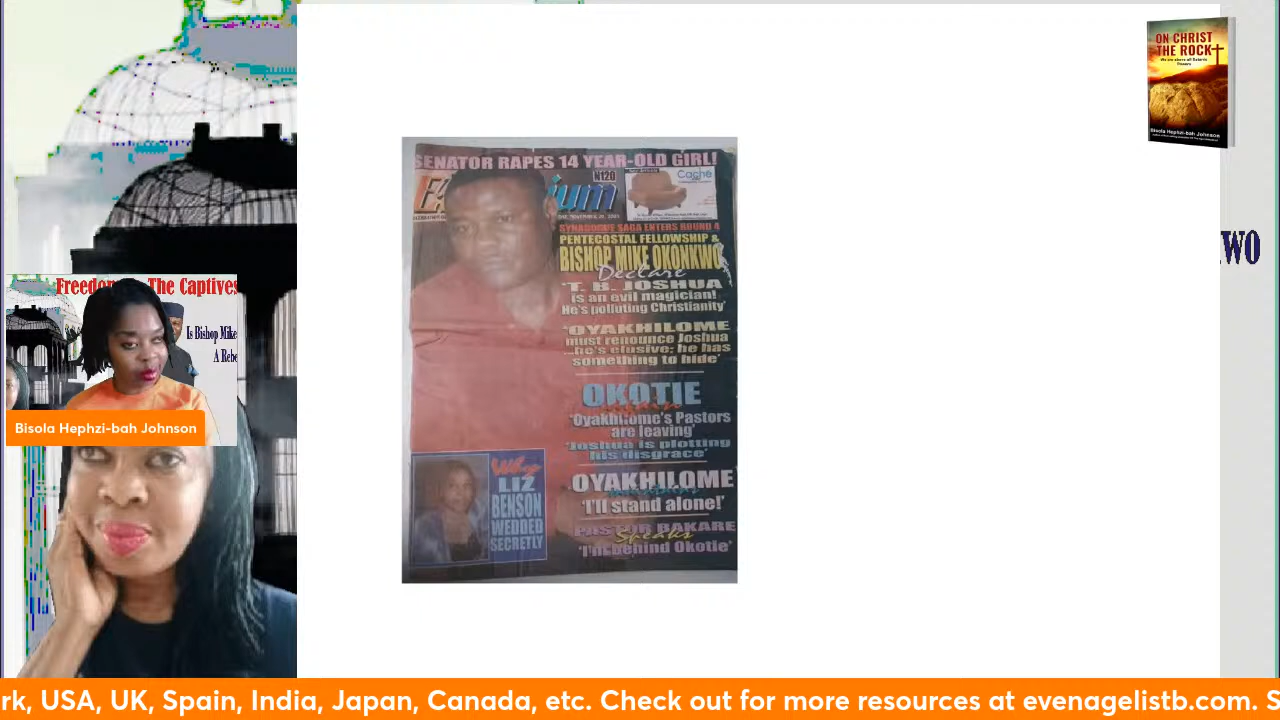 ON CHRIST
THE ROCK
Bisola Hephzi-bah Johnson
WO
Freedom The Captives
Is Bishop Mike
A Rebe
Bisola Hephzi-bah Johnson
SENATOR RAPES 14 YEAR-OLD GIRL!
N120
Caché
ium
SYNAGOGUE SAGA ENTERS ROUND 4
PENTECOSTAL FELLOWSHIP &
BISHOP MIKE OKONKWO
Declare
'T. B. JOSHUA
is an evil magician!
He's polluting Christianity'
'OYAKHILOME
must renounce Joshua
...he's elusive; he has
something to hide'
OKOTIE
'Oyakhilome's Pastors
are leaving'
'Joshua is plotting
his disgrace'
OYAKHILOME
'I'll stand alone!'
PASTOR BAKARE
Speaks
'I'm behind Okotie'
Why
LIZ
BENSON
WEDDED
SECRETLY
rk, USA, UK, Spain, India, Japan, Canada, etc. Check out for more resources at evenagelistb.com. S